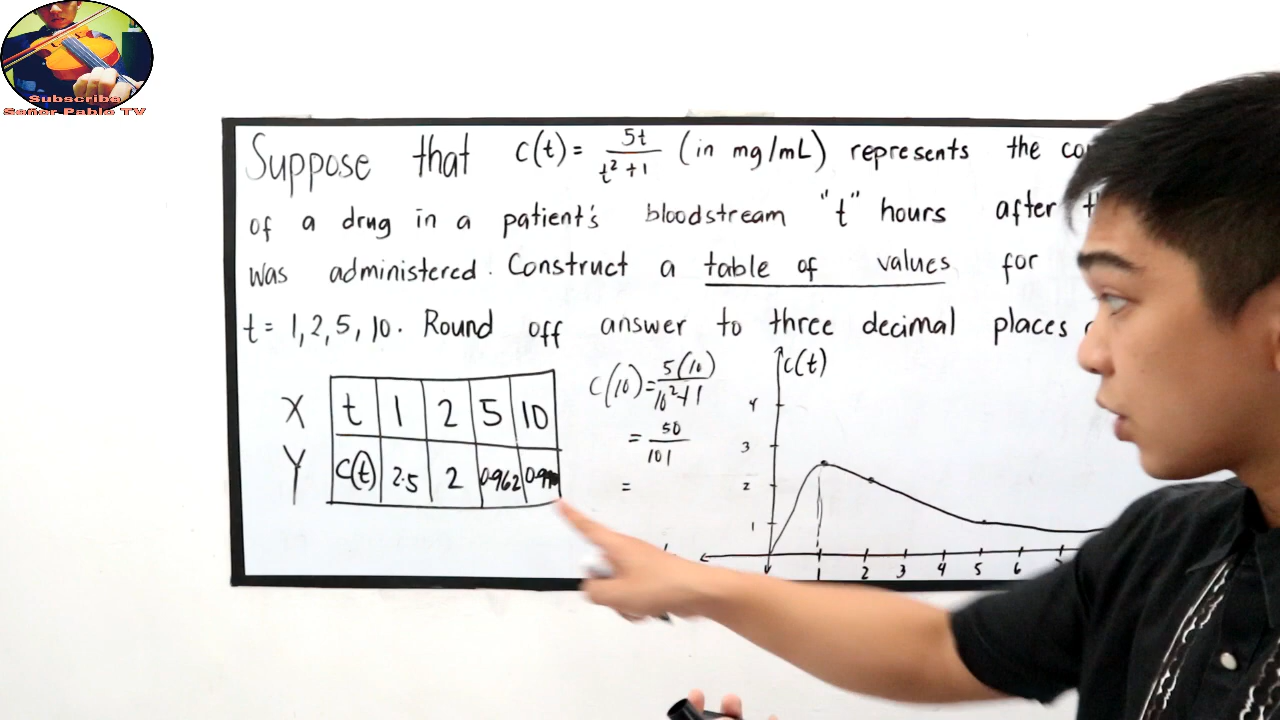 Subscribe
Señor Pablo TV
Suppose that c(t) = 5t / t² + 1 (in mg/mL) represents the co
of a drug in a patient's bloodstream "t" hours after th
was administered. Construct a table of values for
t = 1, 2, 5, 10. Round off answer to three decimal places
X t 1 2 5 10
Y c(t) 2.5 2 0.962
c(10) = 5(10) / 10² + 1
= 50 / 101
=
c(t)
4
3
2
1
1 2 3 4 5 6